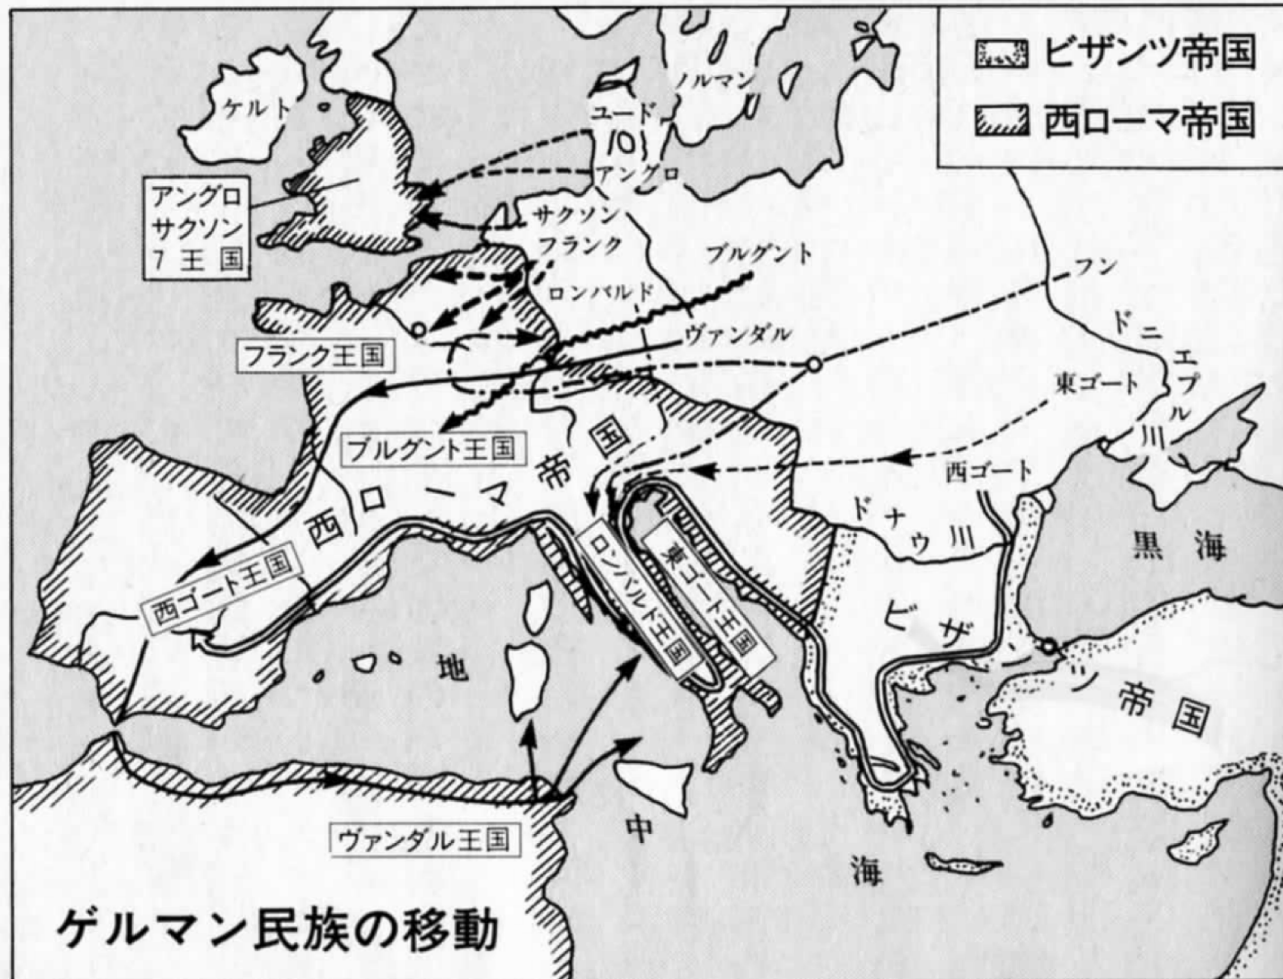 ビザンツ帝国
西ローマ帝国
ケルト
ユード
ノルマン
アングロ
アングロ
サクソン
7王国
サクソン
フランク
ブルグント
フン
ロンバルド
ドニエプル川
ヴァンダル
フランク王国
東ゴート
ブルグント王国
西ローマ帝国
西ゴート
ドナウ川
黒海
西ゴート王国
ロンバルド王国
東ゴート王国
ビザ
ン
帝国
地中海
ヴァンダル王国
ゲルマン民族の移動